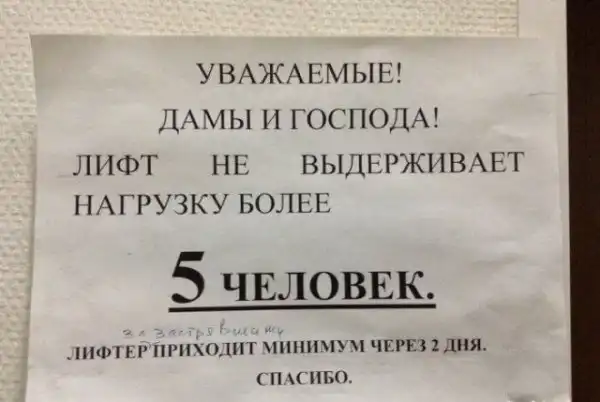 УВАЖАЕМЫЕ!
ДАМЫ И ГОСПОДА!
ЛИФТ НЕ ВЫДЕРЖИВАЕТ
НАГРУЗКУ БОЛЕЕ
5 ЧЕЛОВЕК.
за застрявшими
ЛИФТЕР ПРИХОДИТ МИНИМУМ ЧЕРЕЗ 2 ДНЯ.
СПАСИБО.